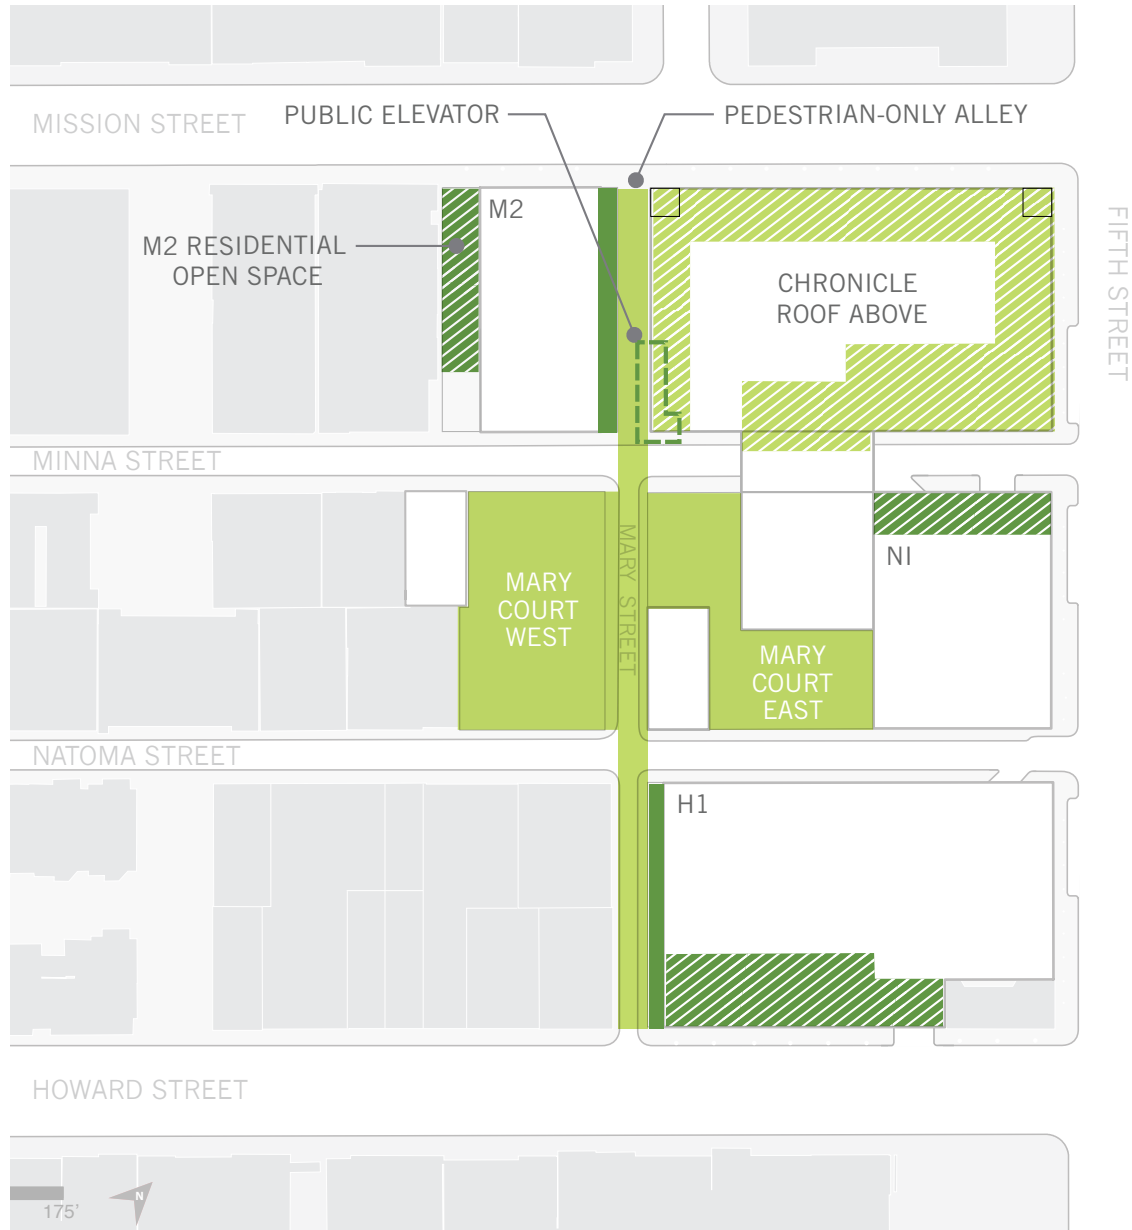 MISSION STREET
PUBLIC ELEVATOR
PEDESTRIAN-ONLY ALLEY
M2
M2 RESIDENTIAL
OPEN SPACE
CHRONICLE
ROOF ABOVE
FIFTH STREET
MINNA STREET
MARY
COURT
WEST
MARY STREET
N1
MARY
COURT
EAST
NATOMA STREET
H1
HOWARD STREET
N
175'